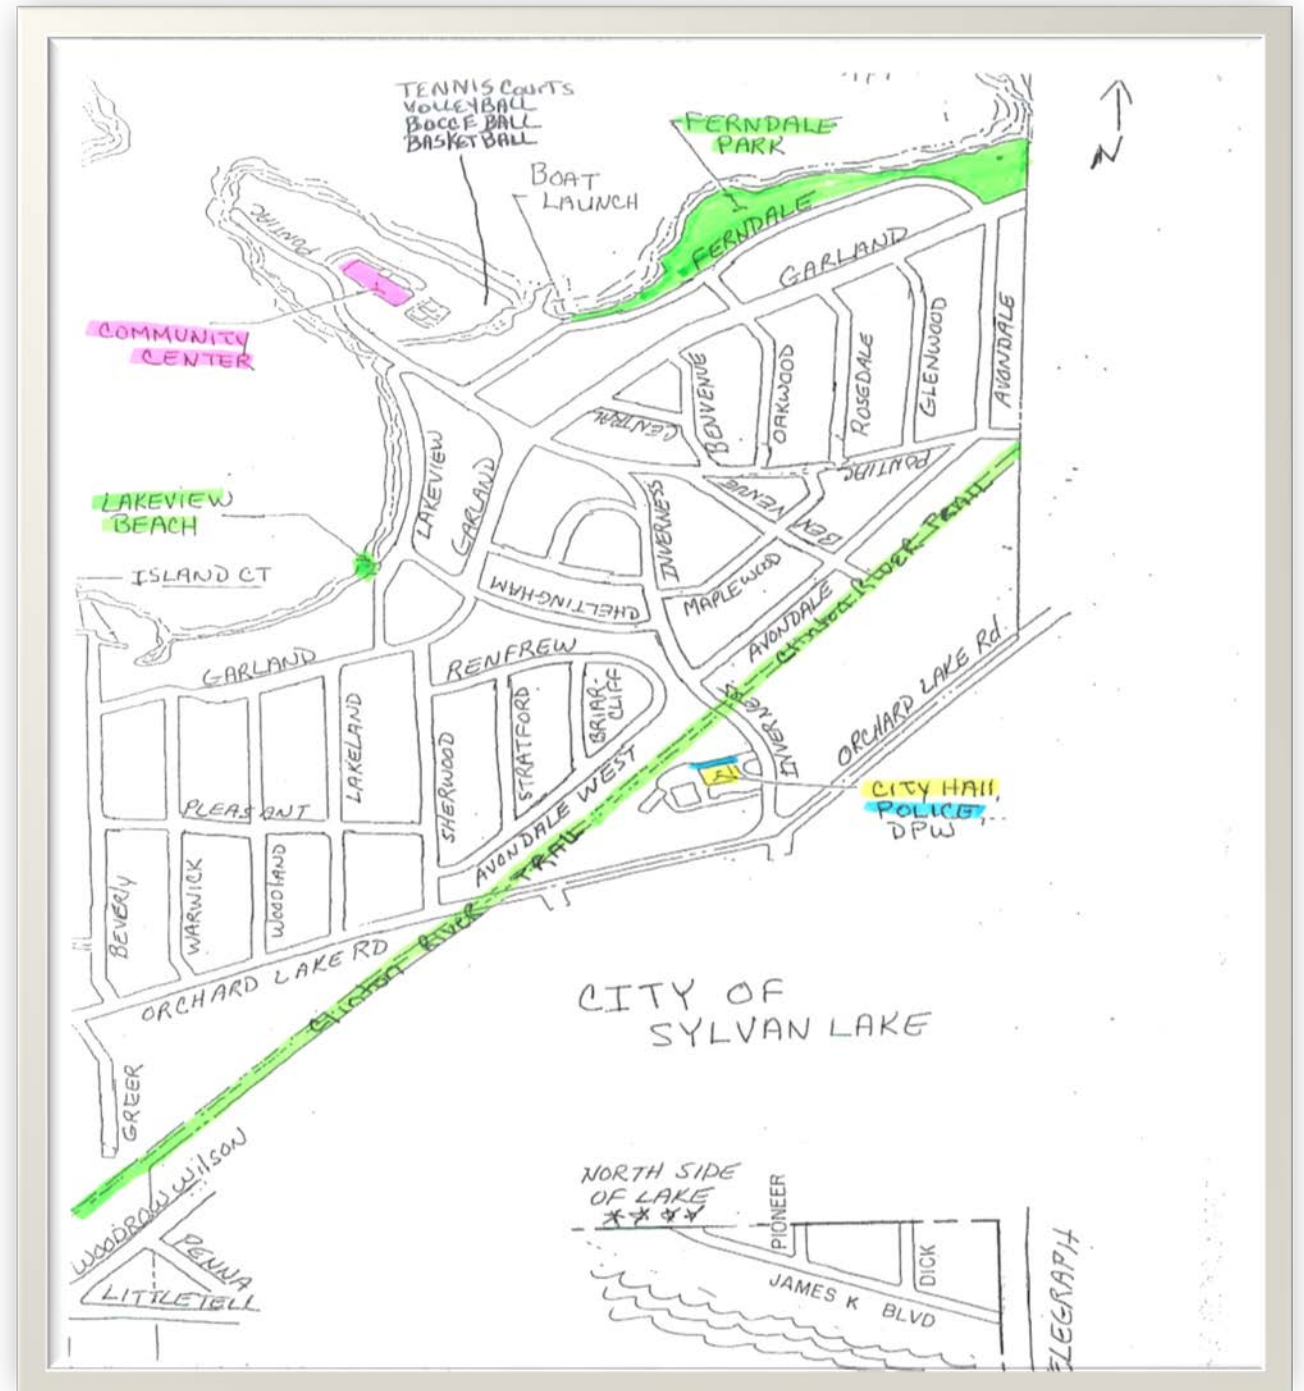 TENNIS COURTS
VOLLEYBALL
BOCCE BALL
BASKETBALL
FERNDALE
PARK
N
BOAT
LAUNCH
PONTIAC
FERNDALE
GARLAND
COMMUNITY
CENTER
AVONDALE
GLENWOOD
ROSEDALE
OAKWOOD
BENVENUE
CENTRAL
LAKEVIEW
GARLAND
PONTIAC
LAKEVIEW
BEACH
INVERNESS
BEN
VENUE
ISLAND CT
CHELTINGHAM
MAPLEWOOD
AVONDALE
Clinton RIVER TRAIL
GARLAND
RENFREW
BRIAR-
CLIFF
STRATFORD
LAKELAND
SHERWOOD
ORCHARD LAKE Rd.
INVERNESS
AVONDALE WEST
CITY HAll,
POLICE,..
DPW
PLEASANT
BEVERLY
WARWICK
WOODLAND
Clinton RIVER TRAIL
ORCHARD LAKE RD
CITY OF
SYLVAN LAKE
GREER
WOODROW WIlSON
PENNA
LITTLETELL
NORTH SIDE
OF LAKE
****
PIONEER
DICK
JAMES K BLVD
ELEGRAPH